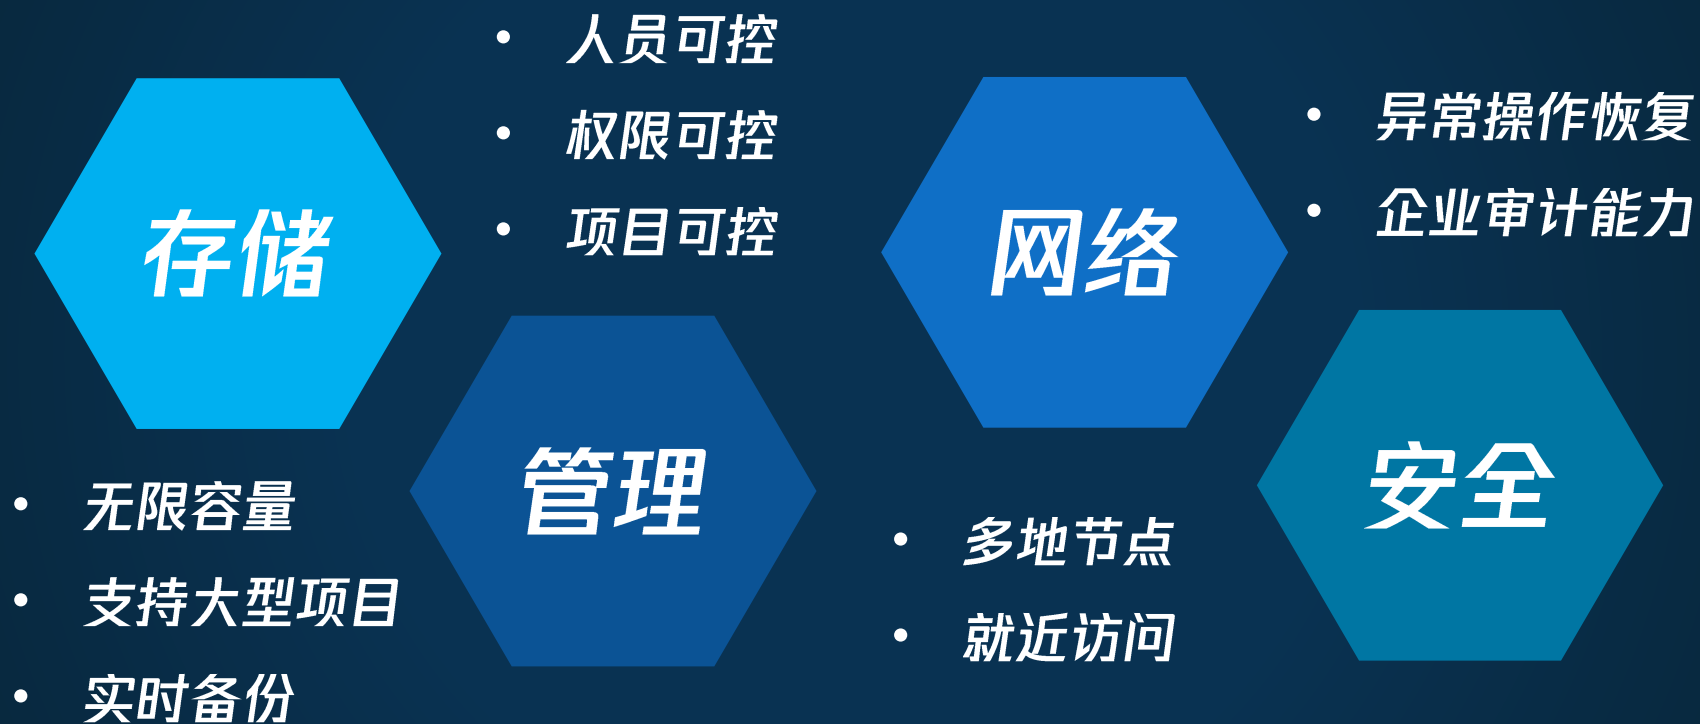 存储
• 无限容量
• 支持大型项目
• 实时备份
• 人员可控
• 权限可控
• 项目可控
管理
网络
• 多地节点
• 就近访问
• 异常操作恢复
• 企业审计能力
安全